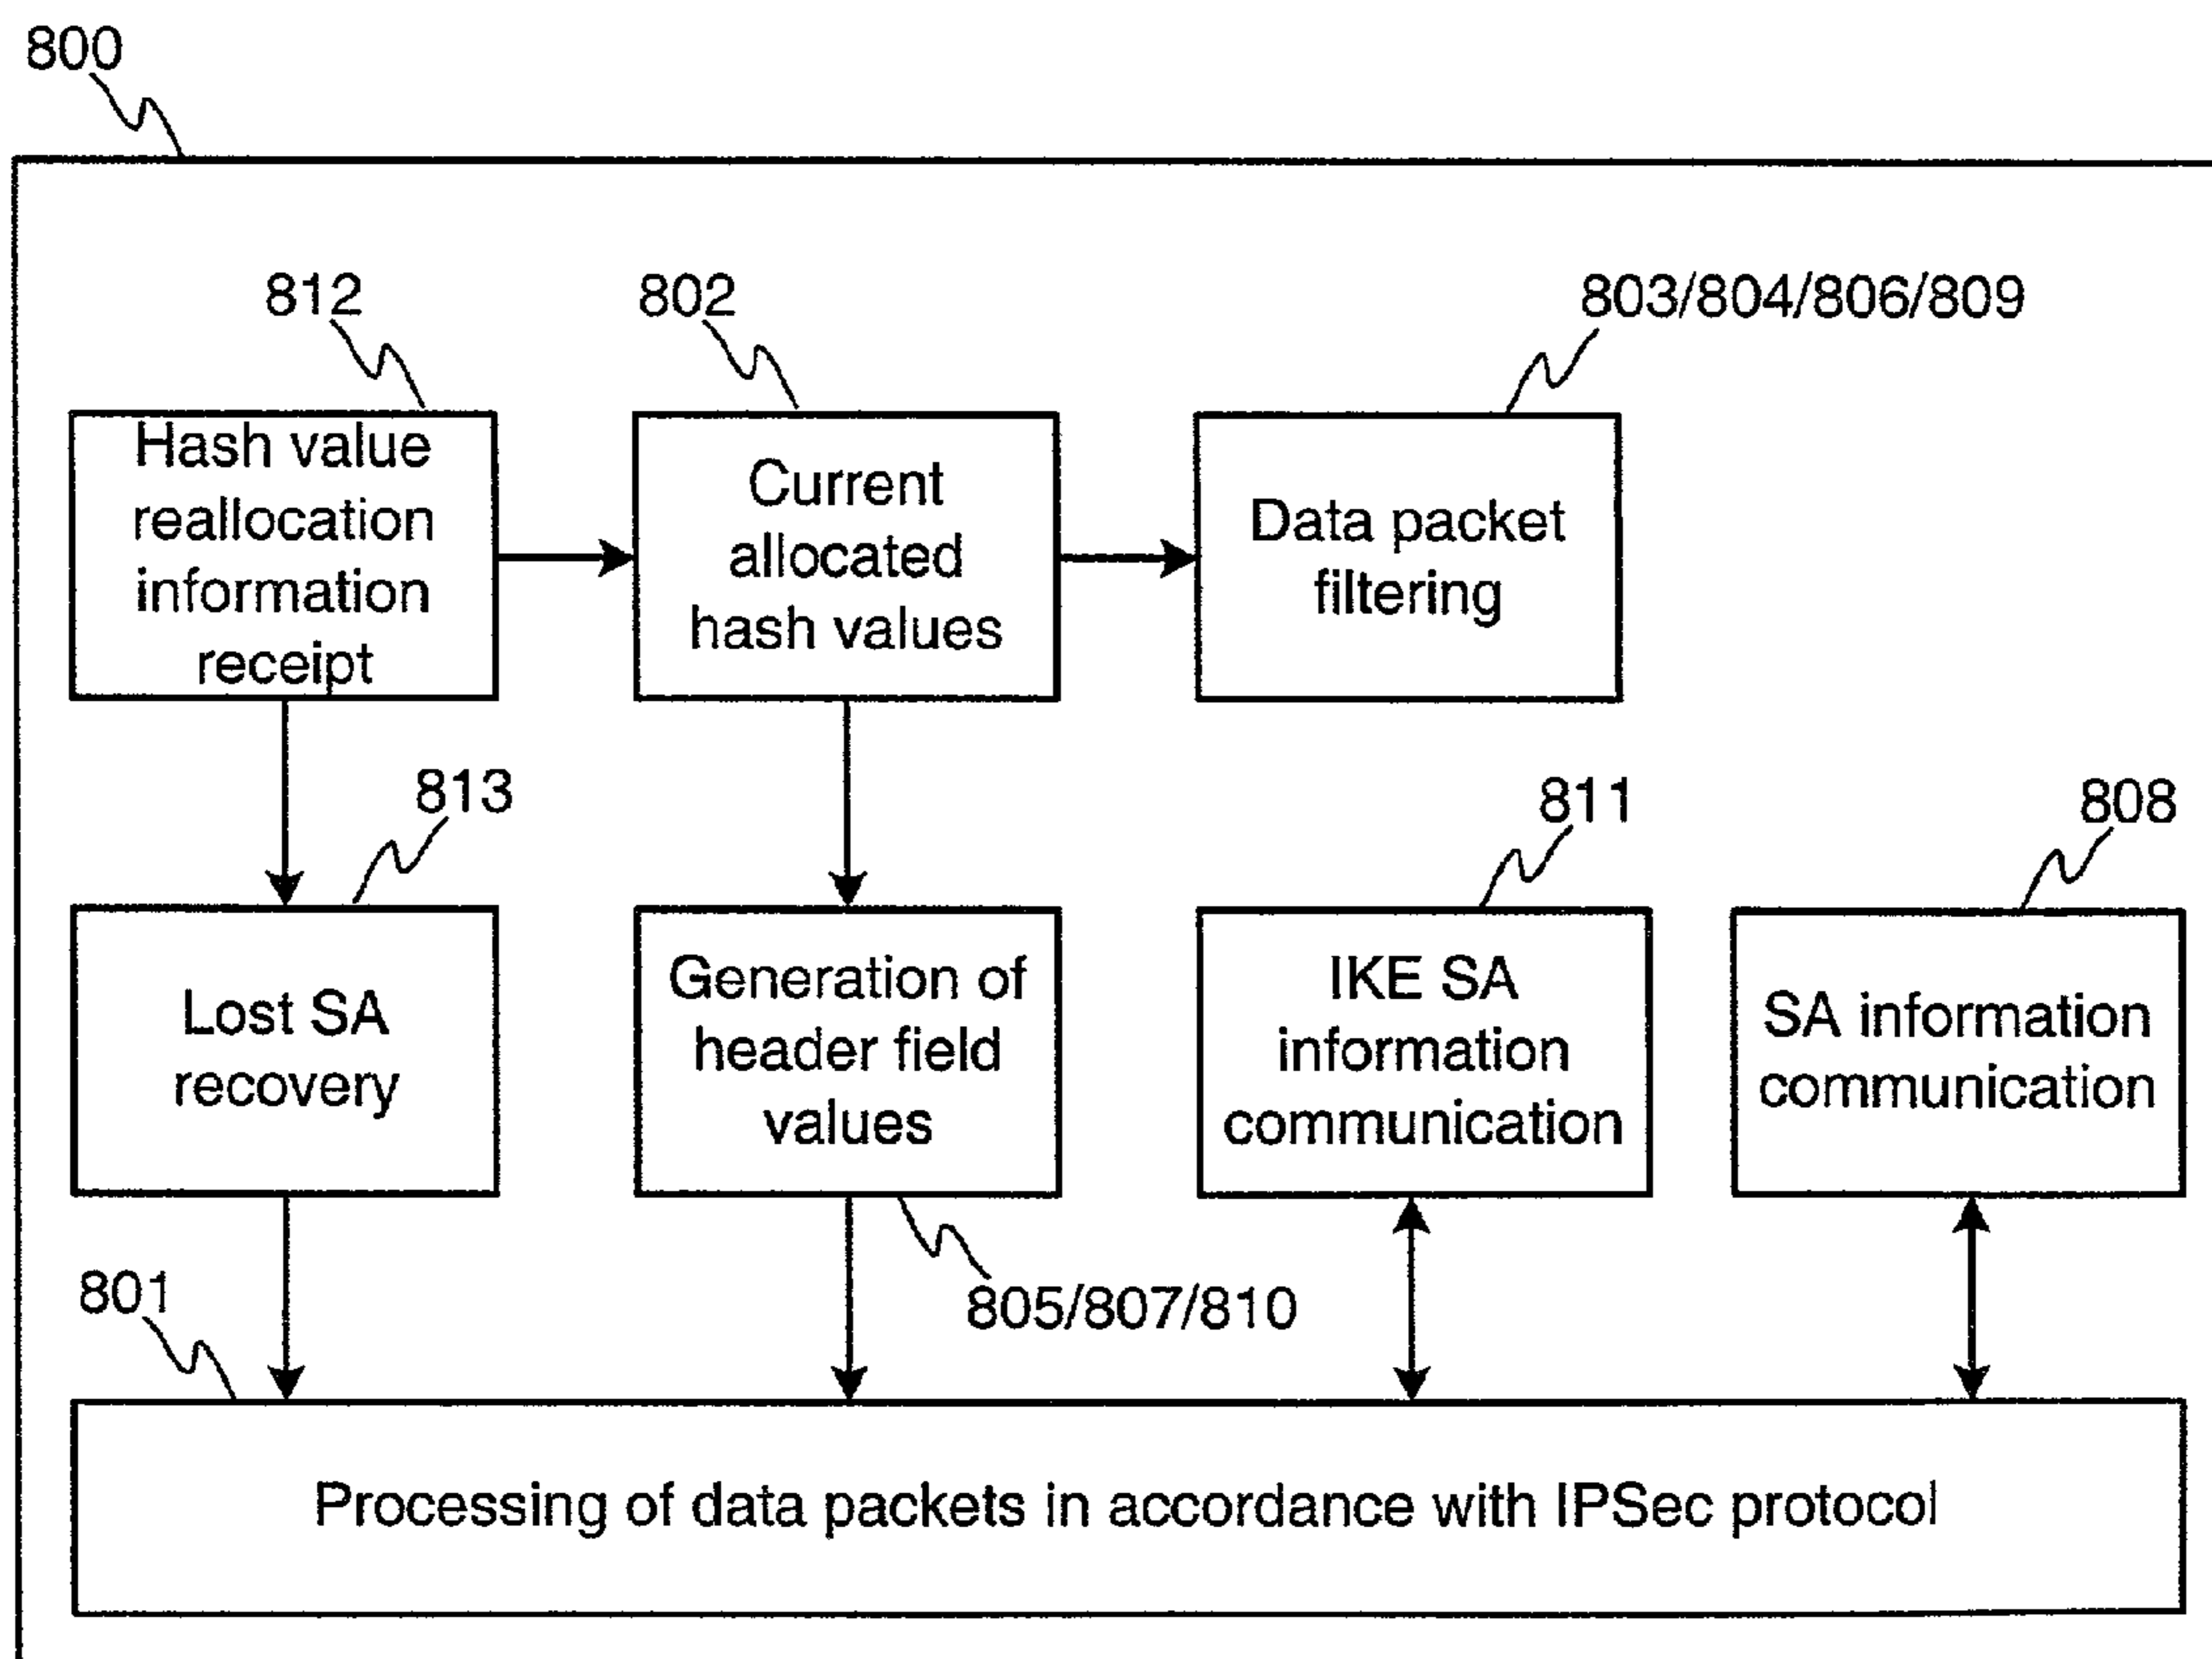 800
812
802
803/804/806/809
Hash value
reallocation
information
receipt
Current
allocated
hash values
Data packet
filtering
813
811
808
Lost SA
recovery
Generation of
header field
values
IKE SA
information
communication
SA information
communication
801
805/807/810
Processing of data packets in accordance with IPSec protocol